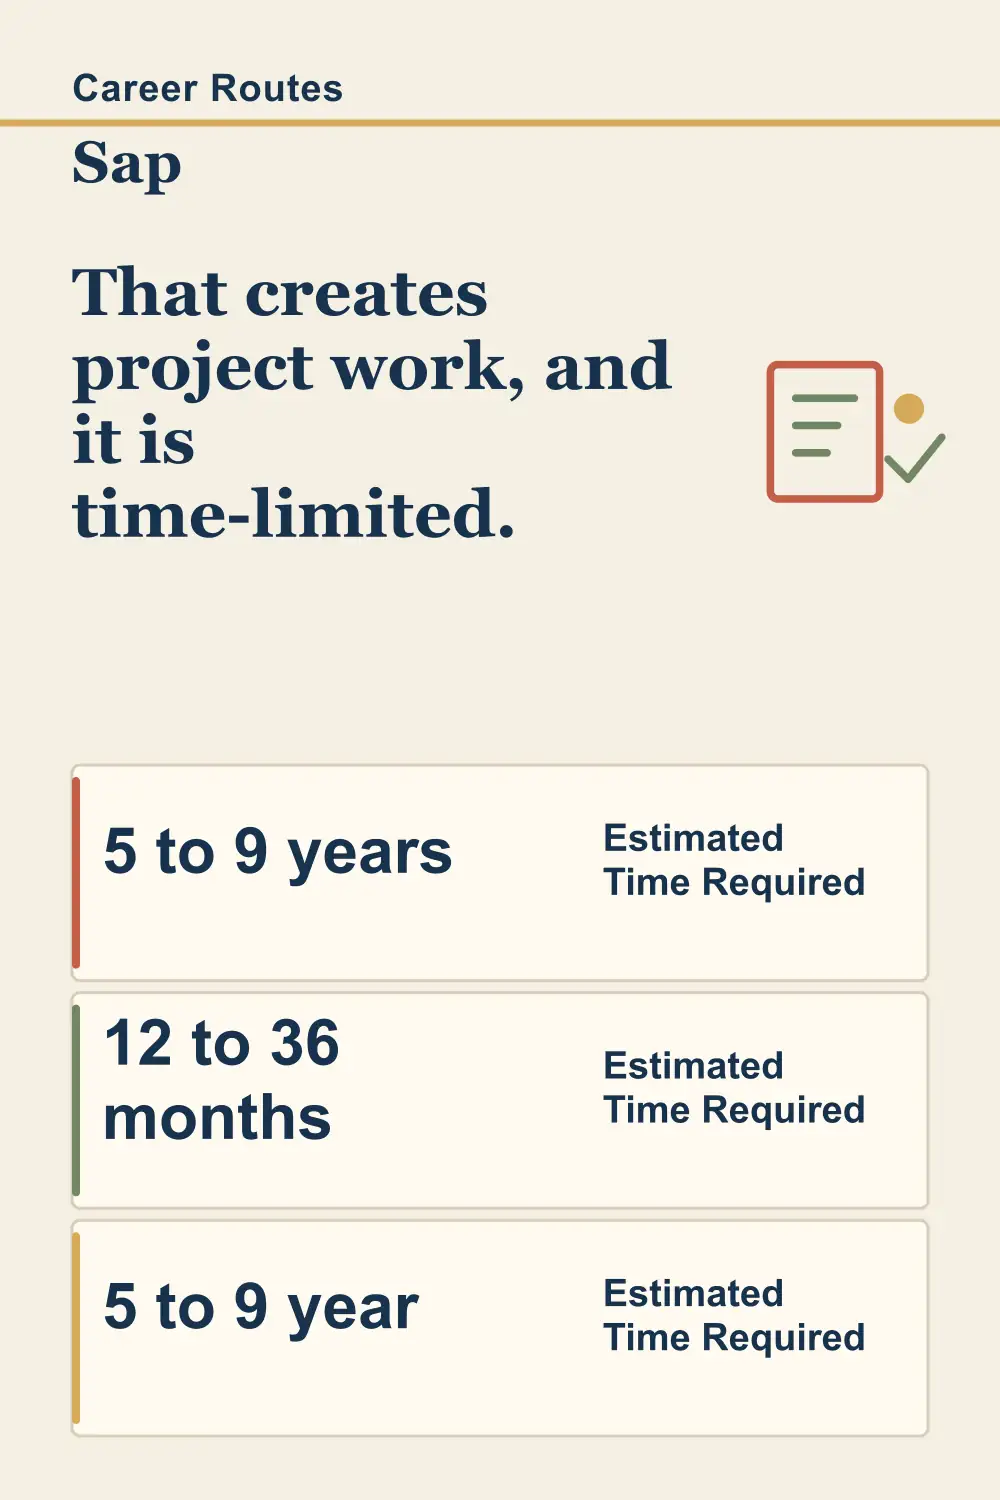 Career Routes
Sap
That creates
project work, and
it is
time-limited.
5 to 9 years
Estimated
Time Required
12 to 36
months
Estimated
Time Required
5 to 9 year
Estimated
Time Required